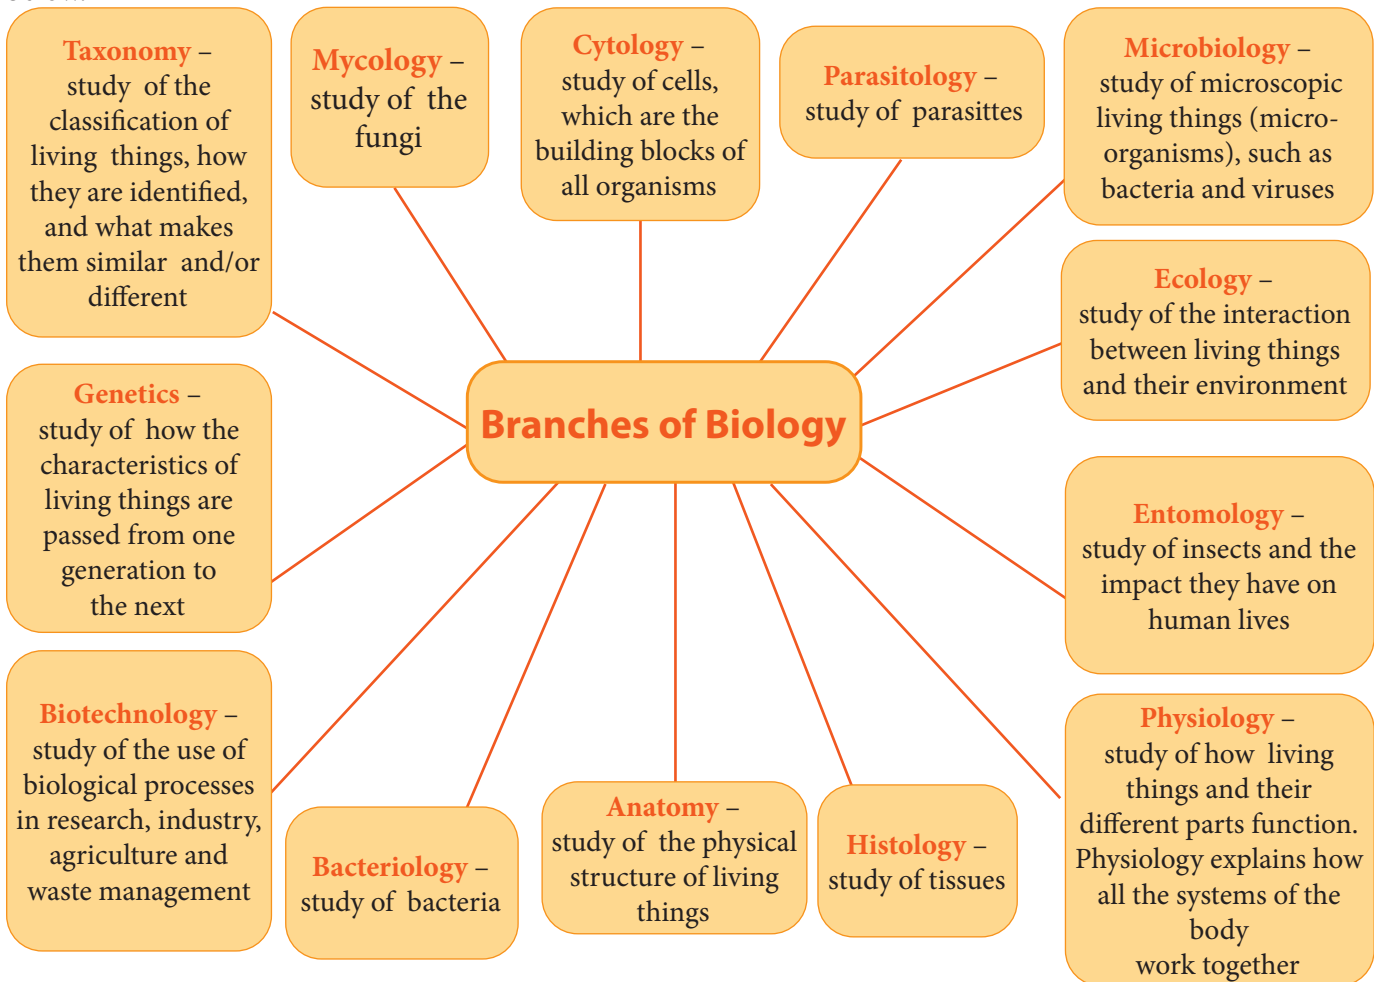 Taxonomy –
study of the
classification of
living things, how
they are identified,
and what makes
them similar and/or
different
Mycology –
study of the
fungi
Cytology –
study of cells,
which are the
building blocks of
all organisms
Parasitology –
study of parasittes
Microbiology –
study of microscopic
living things (micro-
organisms), such as
bacteria and viruses
Ecology –
study of the interaction
between living things
and their environment
Branches of Biology
Genetics –
study of how the
characteristics of
living things are
passed from one
generation to
the next
Entomology –
study of insects and the
impact they have on
human lives
Biotechnology –
study of the use of
biological processes
in research, industry,
agriculture and
waste management
Bacteriology –
study of bacteria
Anatomy –
study of the physical
structure of living
things
Histology –
study of tissues
Physiology –
study of how living
things and their
different parts function.
Physiology explains how
all the systems of the
body
work together